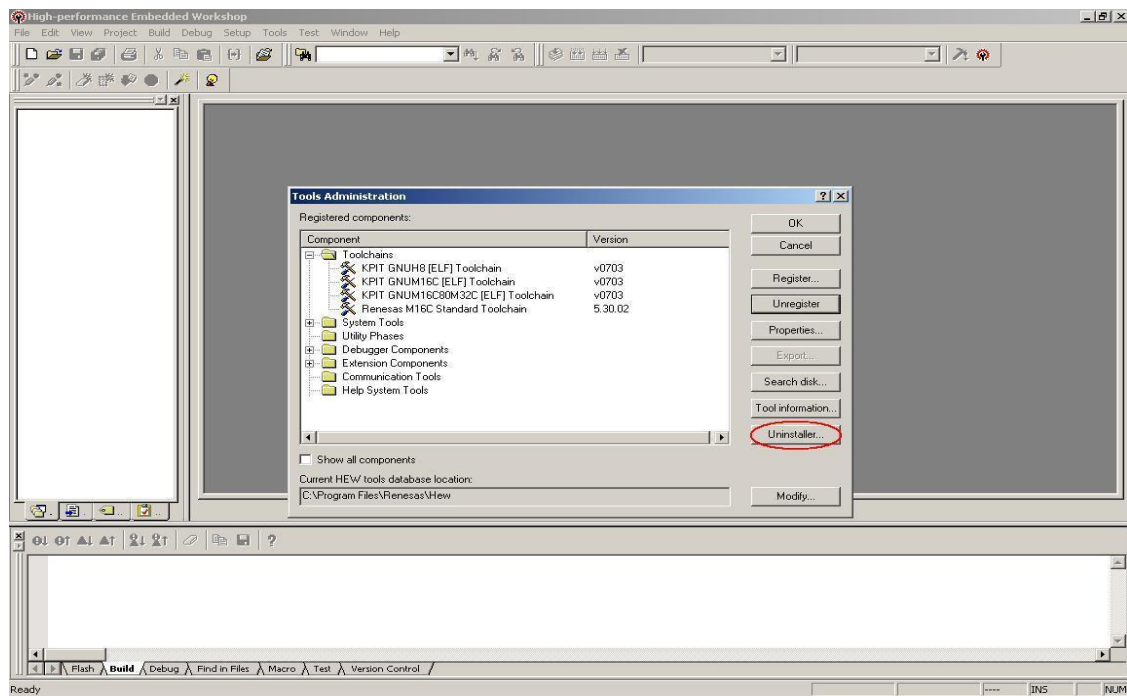 High-performance Embedded Workshop
File Edit View Project Build Debug Setup Tools Test Window Help
Tools Administration
Registered components:
Component Version
Toolchains
KPIT GNUH8 [ELF] Toolchain v0703
KPIT GNUM16C [ELF] Toolchain v0703
KPIT GNUM16C80M32C [ELF] Toolchain v0703
Renesas M16C Standard Toolchain 5.30.02
System Tools
Utility Phases
Debugger Components
Extension Components
Communication Tools
Help System Tools
Show all components
Current HEW tools database location:
C:\Program Files\Renesas\Hew
OK
Cancel
Register...
Unregister
Properties...
Export...
Search disk...
Tool information...
Uninstaller...
Modify...
Flash Build Debug Find in Files Macro Test Version Control
Ready ---- INS NUM